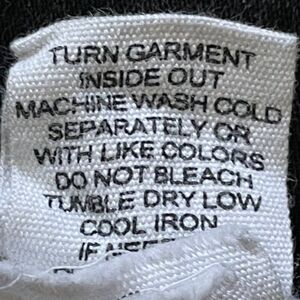 TURN GARMENT
INSIDE OUT
MACHINE WASH COLD
SEPARATELY OR
WITH LIKE COLORS
DO NOT BLEACH
TUMBLE DRY LOW
COOL IRON
IF